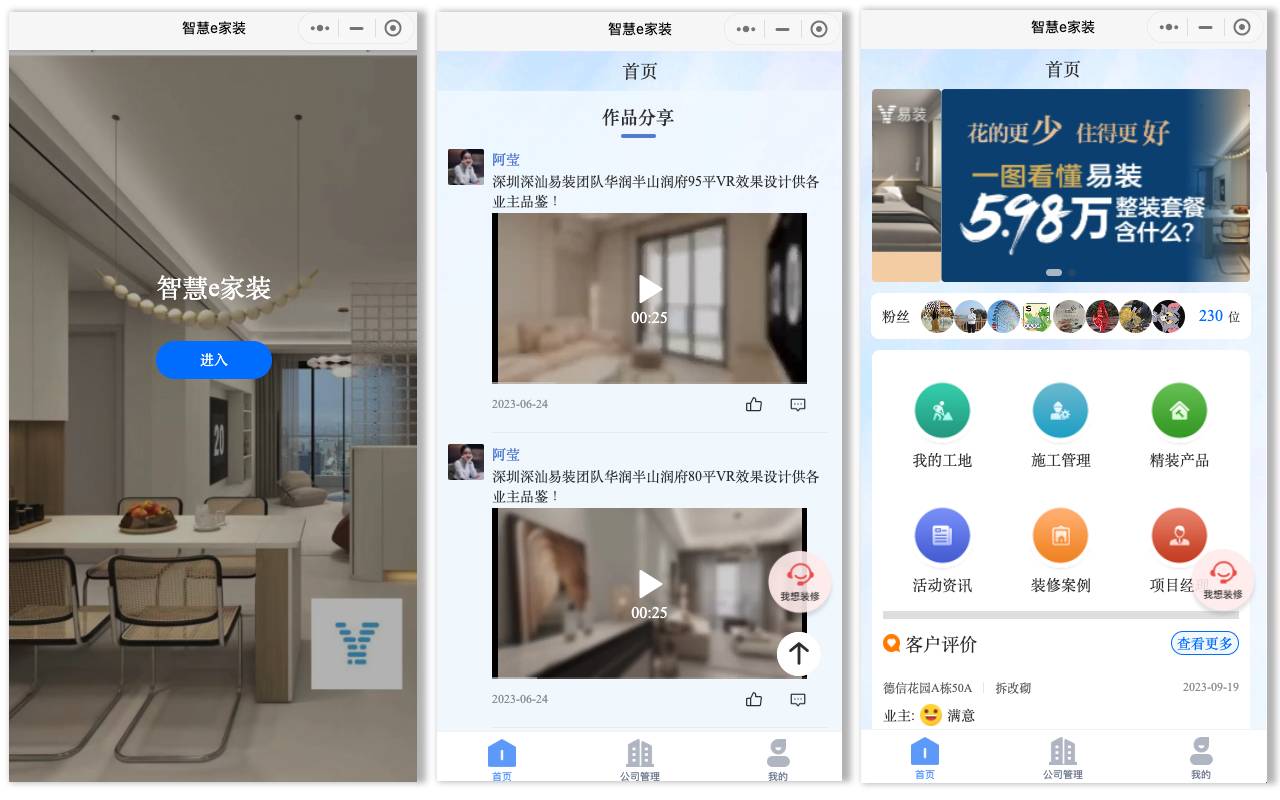 智慧e家装
智慧e家装
进入
20
智慧e家装
首页
作品分享
阿莹
深圳深汕易装团队华润半山润府95平VR效果设计供各
业主品鉴！
00:25
2023-06-24
阿莹
深圳深汕易装团队华润半山润府80平VR效果设计供各
业主品鉴！
00:25
我想装修
2023-06-24
首页
公司管理
我的
智慧e家装
首页
易装
花的更少 住得更好
一图看懂易装
5.98万整装套餐
含什么?
粉丝
230 位
我的工地
施工管理
精装产品
活动资讯
装修案例
项目经
我想装修
客户评价
查看更多
德信花园A栋50A
拆改砌
2023-09-19
业主:
满意
首页
公司管理
我的